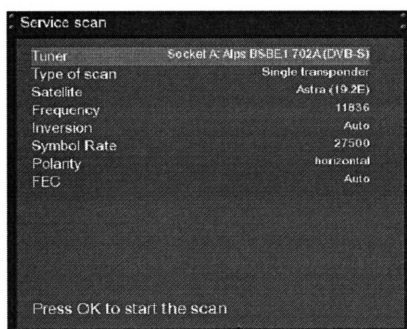 Service scan
Tuner Socket A: Alps BSBE1 702A (DVB-S)
Type of scan Single transponder
Satellite Astra (19.2E)
Frequency 11836
Inversion Auto
Symbol Rate 27500
Polarity horizontal
FEC Auto
Press OK to start the scan